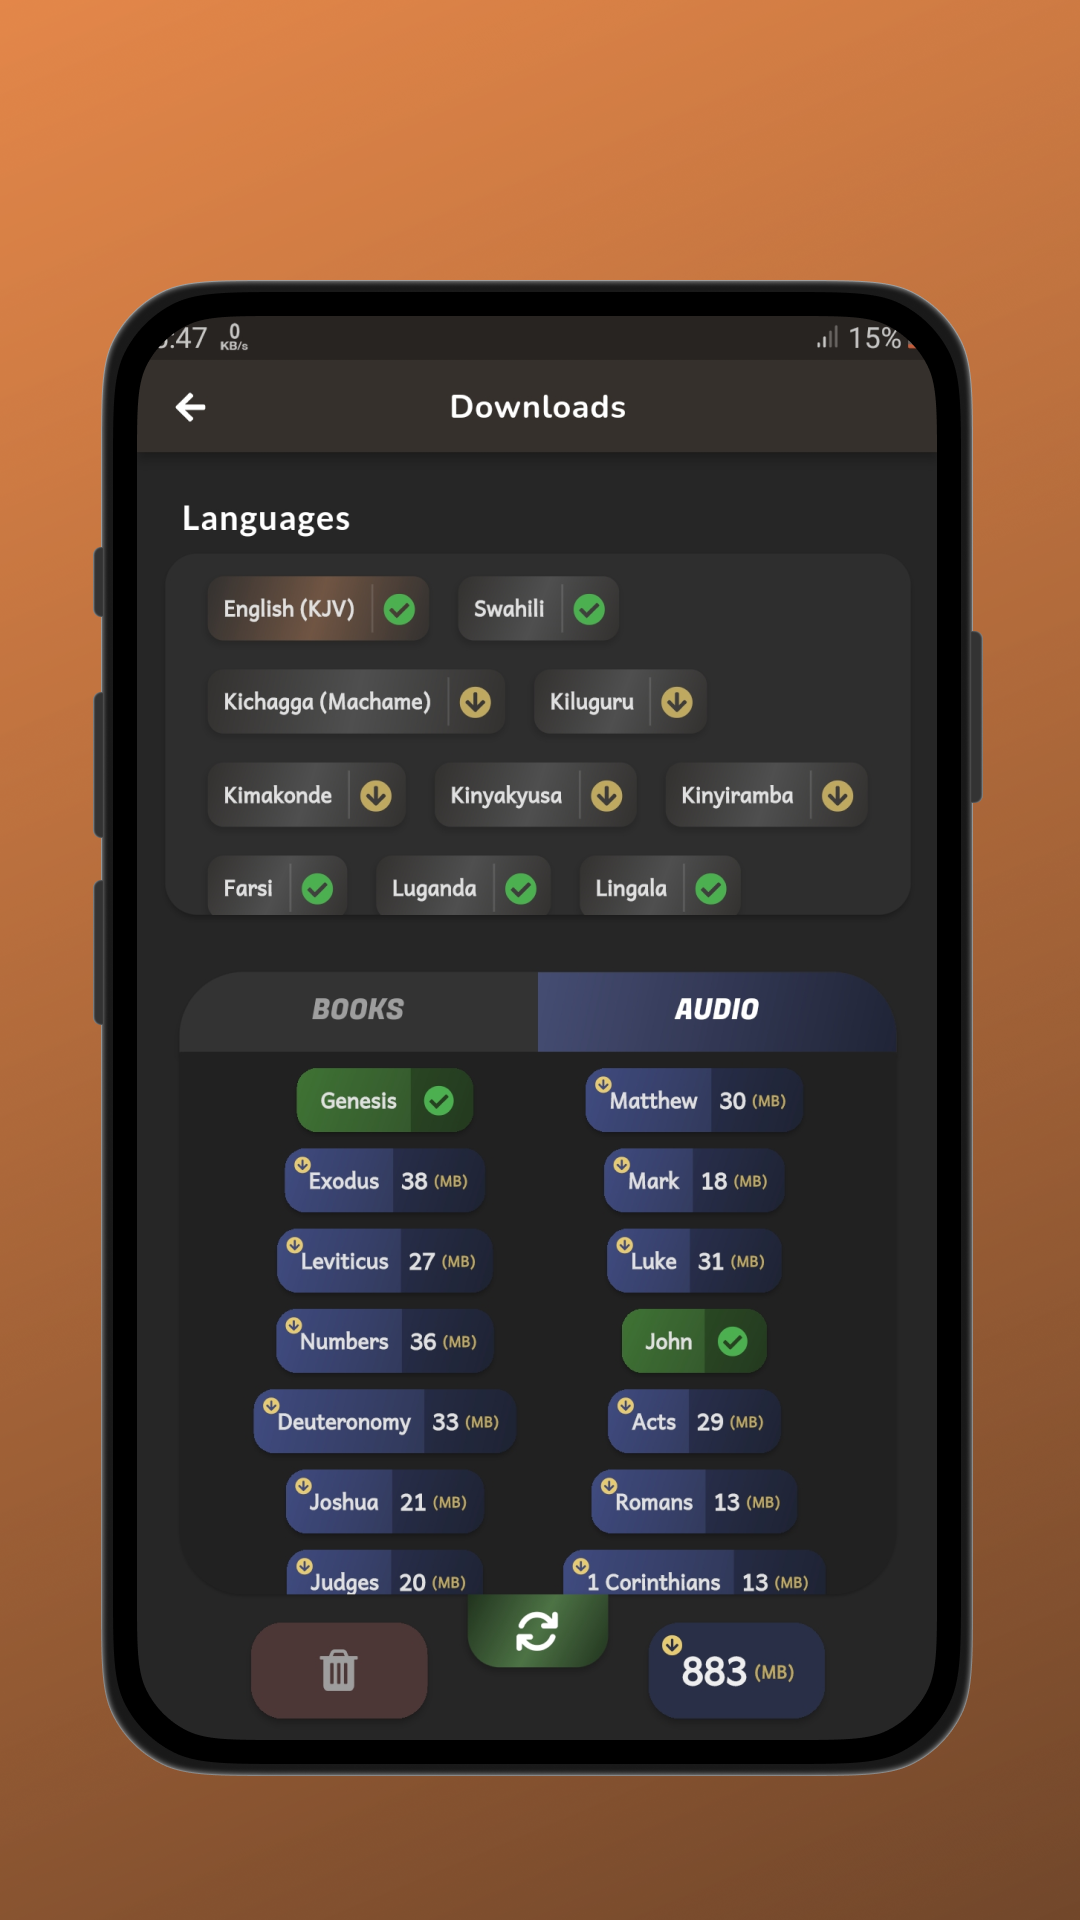 :47 0 KB/s 15%
Downloads
Languages
English (KJV) Swahili
Kichagga (Machame) Kiluguru
Kimakonde Kinyakyusa Kinyiramba
Farsi Luganda Lingala
BOOKS AUDIO
Genesis Matthew 30 (MB)
Exodus 38 (MB) Mark 18 (MB)
Leviticus 27 (MB) Luke 31 (MB)
Numbers 36 (MB) John
Deuteronomy 33 (MB) Acts 29 (MB)
Joshua 21 (MB) Romans 13 (MB)
Judges 20 (MB) 1 Corinthians 13 (MB)
883 (MB)